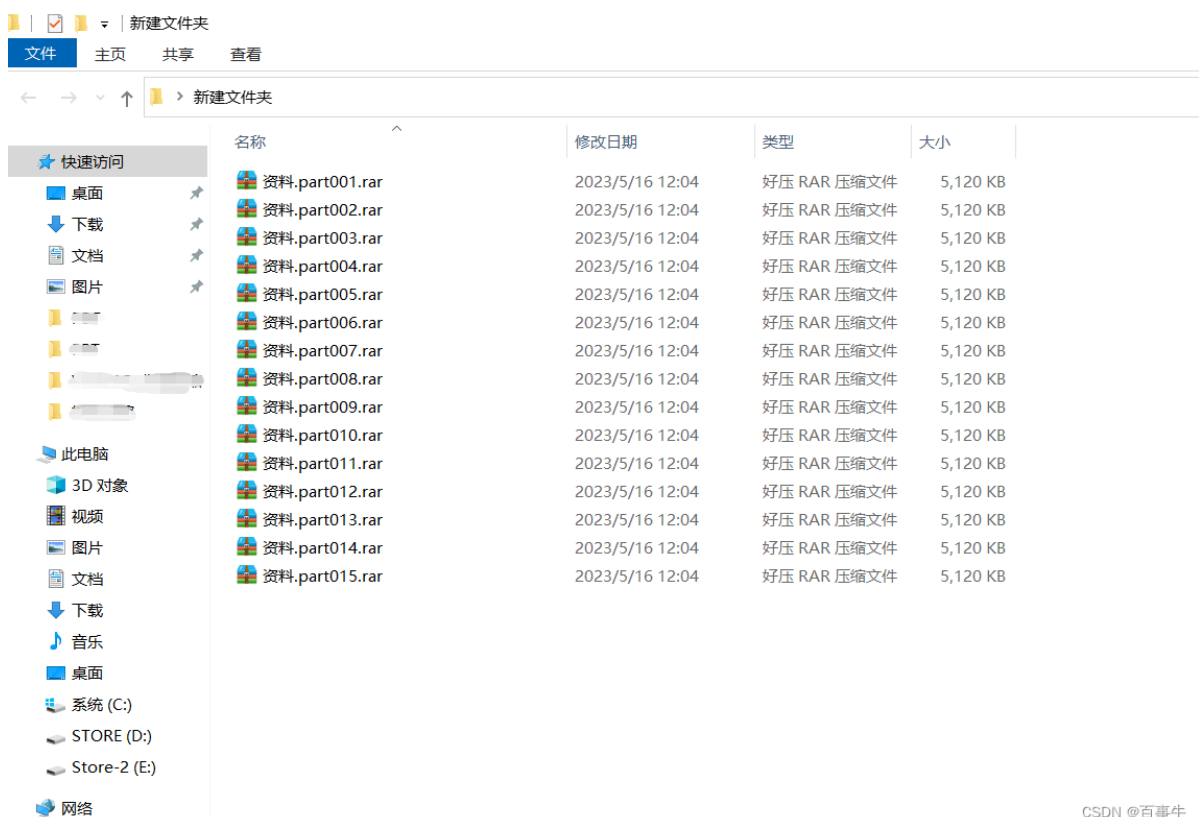 新建文件夹
文件 主页 共享 查看
新建文件夹
名称 修改日期 类型 大小
快速访问
桌面
下载
文档
图片
此电脑
3D 对象
视频
图片
文档
下载
音乐
桌面
系统 (C:)
STORE (D:)
Store-2 (E:)
网络
资料.part001.rar 2023/5/16 12:04 好压 RAR 压缩文件 5,120 KB
资料.part002.rar 2023/5/16 12:04 好压 RAR 压缩文件 5,120 KB
资料.part003.rar 2023/5/16 12:04 好压 RAR 压缩文件 5,120 KB
资料.part004.rar 2023/5/16 12:04 好压 RAR 压缩文件 5,120 KB
资料.part005.rar 2023/5/16 12:04 好压 RAR 压缩文件 5,120 KB
资料.part006.rar 2023/5/16 12:04 好压 RAR 压缩文件 5,120 KB
资料.part007.rar 2023/5/16 12:04 好压 RAR 压缩文件 5,120 KB
资料.part008.rar 2023/5/16 12:04 好压 RAR 压缩文件 5,120 KB
资料.part009.rar 2023/5/16 12:04 好压 RAR 压缩文件 5,120 KB
资料.part010.rar 2023/5/16 12:04 好压 RAR 压缩文件 5,120 KB
资料.part011.rar 2023/5/16 12:04 好压 RAR 压缩文件 5,120 KB
资料.part012.rar 2023/5/16 12:04 好压 RAR 压缩文件 5,120 KB
资料.part013.rar 2023/5/16 12:04 好压 RAR 压缩文件 5,120 KB
资料.part014.rar 2023/5/16 12:04 好压 RAR 压缩文件 5,120 KB
资料.part015.rar 2023/5/16 12:04 好压 RAR 压缩文件 5,120 KB
CSDN @百事牛